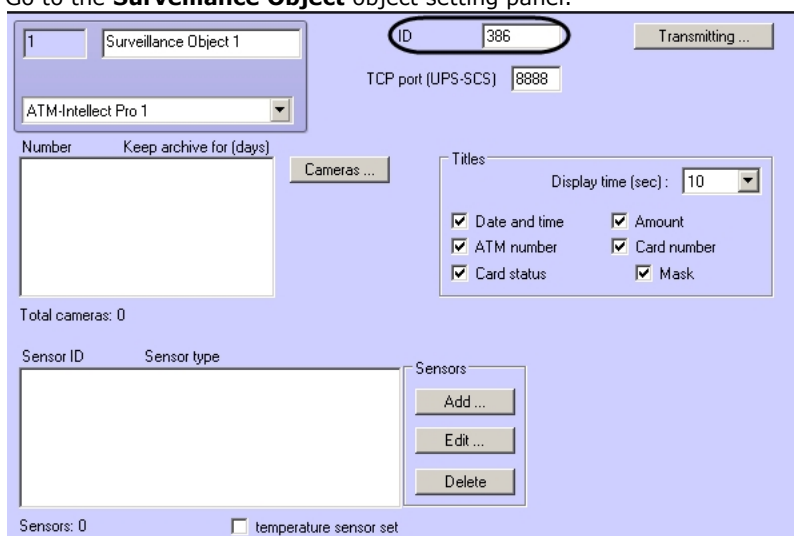 Go to the Surveillance Object object setting panel.
1 Surveillance Object 1 ID 386 Transmitting ...
TCP port (UPS-SCS) 8888
ATM-Intellect Pro 1
Number Keep archive for (days)
Cameras ...
Titles
Display time (sec) : 10
Date and time Amount
ATM number Card number
Card status Mask
Total cameras: 0
Sensor ID Sensor type
Sensors
Add ...
Edit ...
Delete
Sensors: 0 temperature sensor set